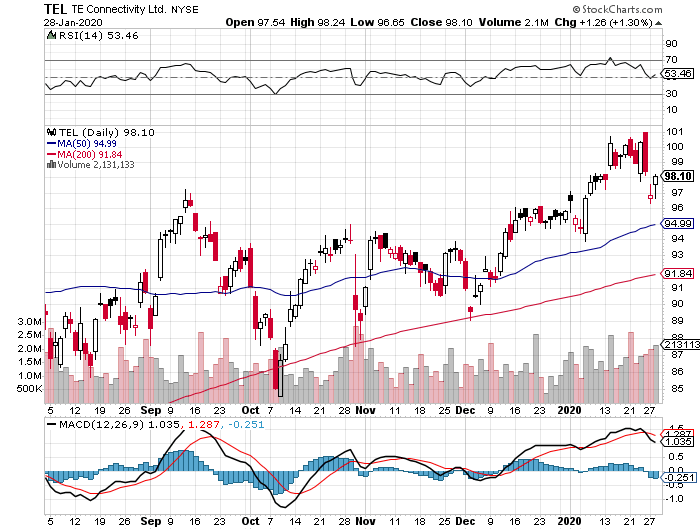 TEL TE Connectivity Ltd. NYSE © StockCharts.com
28-Jan-2020 Open 97.54 High 98.24 Low 96.65 Close 98.10 Volume 2.1M Chg +1.26 (+1.30%)
RSI(14) 53.46
90
70
53.46
50
30
10
TEL (Daily) 98.10
MA(50) 94.99
MA(200) 91.84
Volume 2,131,133
101
100
99
98.10
97
96
94.99
94
93
91.84
91
90
89
88
213113
87
86
85
3.0M
2.5M
2.0M
1.5M
1.0M
500K
5 12 19 26 Sep 9 16 23 Oct 7 14 21 28 Nov 11 18 25 Dec 9 16 23 2020 13 21 27
MACD(12,26,9) 1.035, 1.287, -0.251
1.5
1.287
1.035
0.5
0.0
-0.251
-0.5
-1.0
5 12 19 26 Sep 9 16 23 Oct 7 14 21 28 Nov 11 18 25 Dec 9 16 23 2020 13 21 27